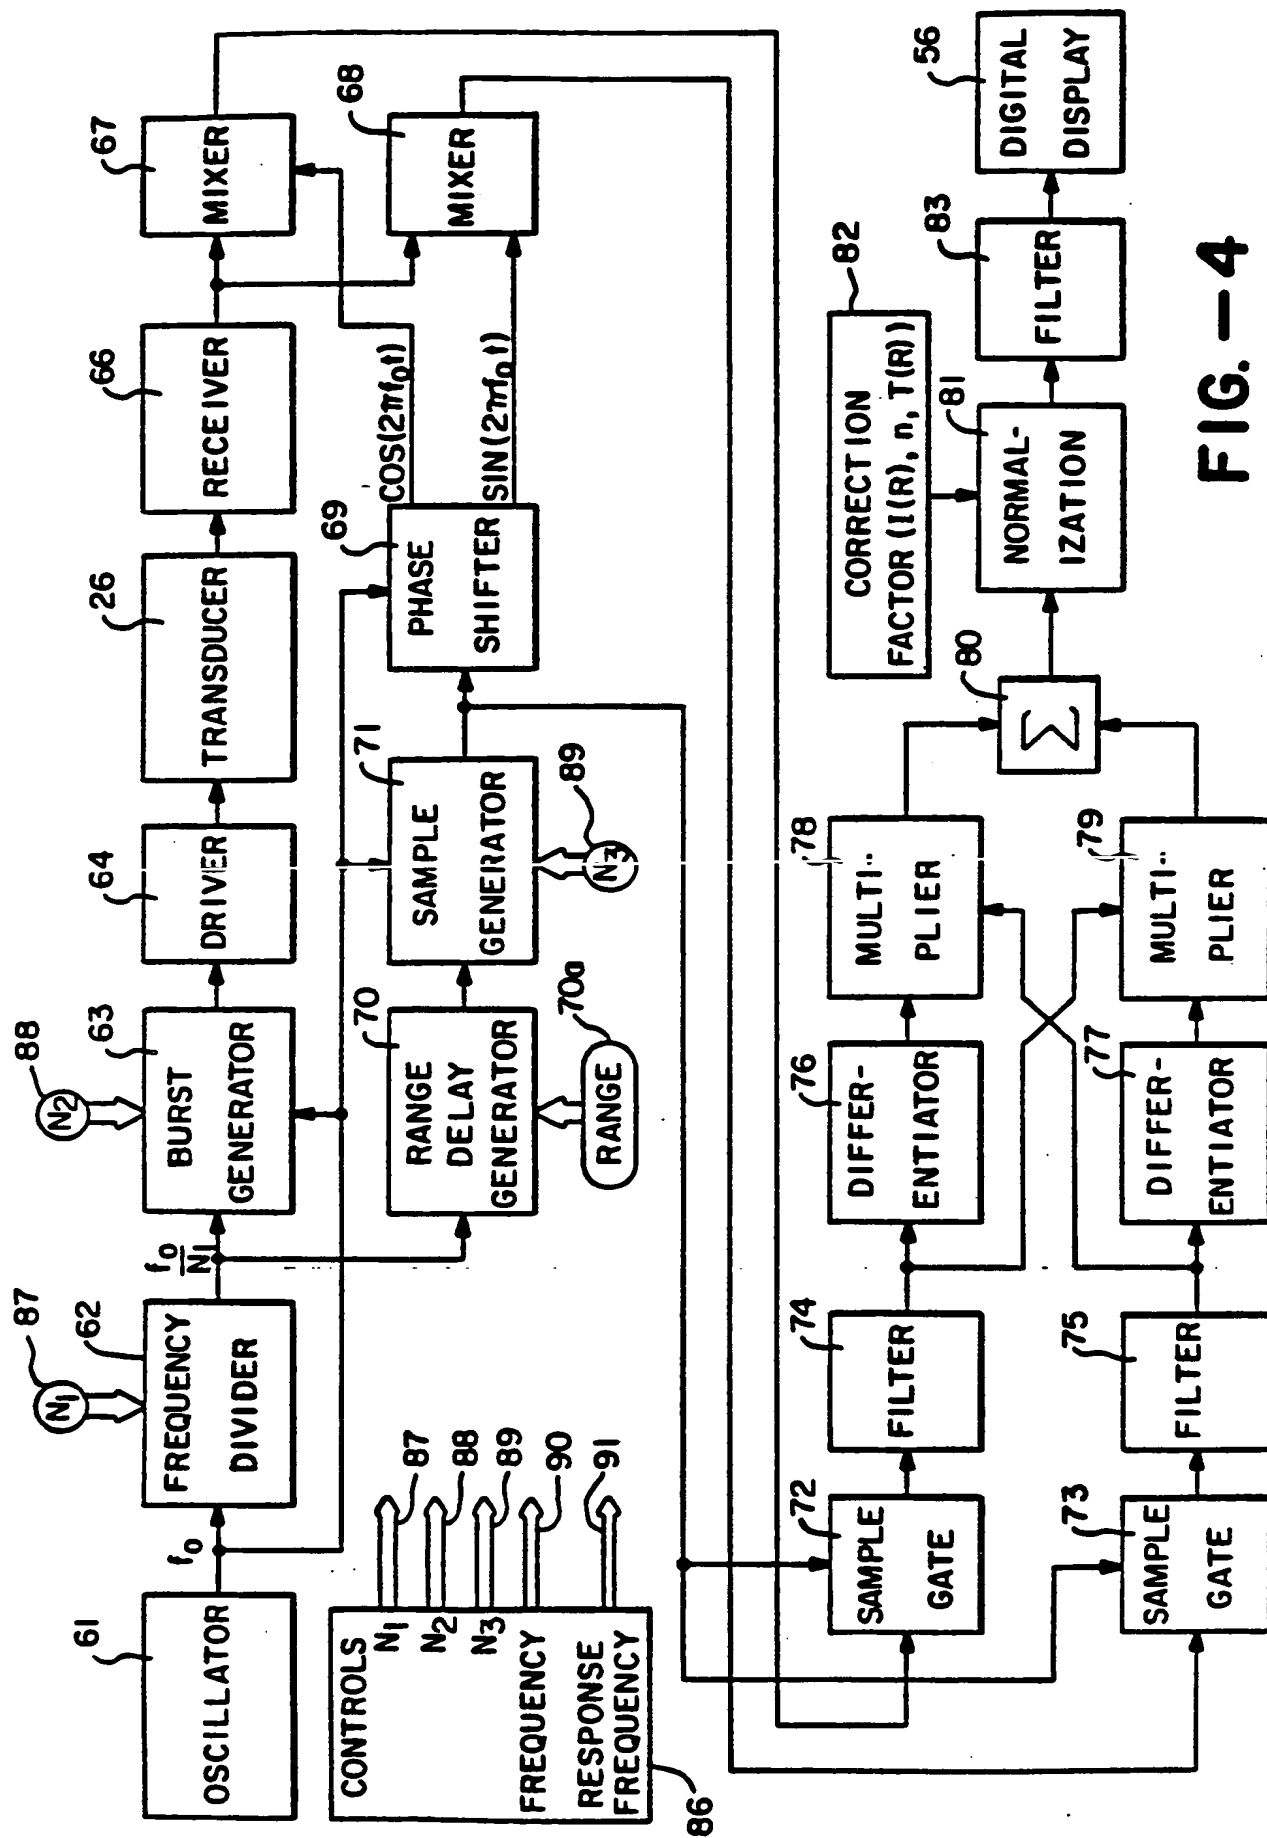 61
OSCILLATOR
f₀
87
N₁
62
FREQUENCY
DIVIDER
f₀
N₁
88
N₂
63
BURST
GENERATOR
64
DRIVER
26
TRANSDUCER
66
RECEIVER
67
MIXER
CONTROLS
N₁
N₂
N₃
FREQUENCY
RESPONSE
FREQUENCY
87
88
89
90
91
86
70
RANGE
DELAY
GENERATOR
70a
RANGE
71
SAMPLE
GENERATOR
89
N₃
69
PHASE
SHIFTER
COS(2πf₀t)
SIN(2πf₀t)
68
MIXER
72
SAMPLE
GATE
74
FILTER
76
DIFFER-
ENTIATOR
78
MULTI-
PLIER
73
SAMPLE
GATE
75
FILTER
77
DIFFER-
ENTIATOR
79
MULTI-
PLIER
80
Σ
82
CORRECTION
FACTOR (I(R), n, T(R))
81
NORMAL-
IZATION
83
FILTER
56
DIGITAL
DISPLAY
FIG.-4